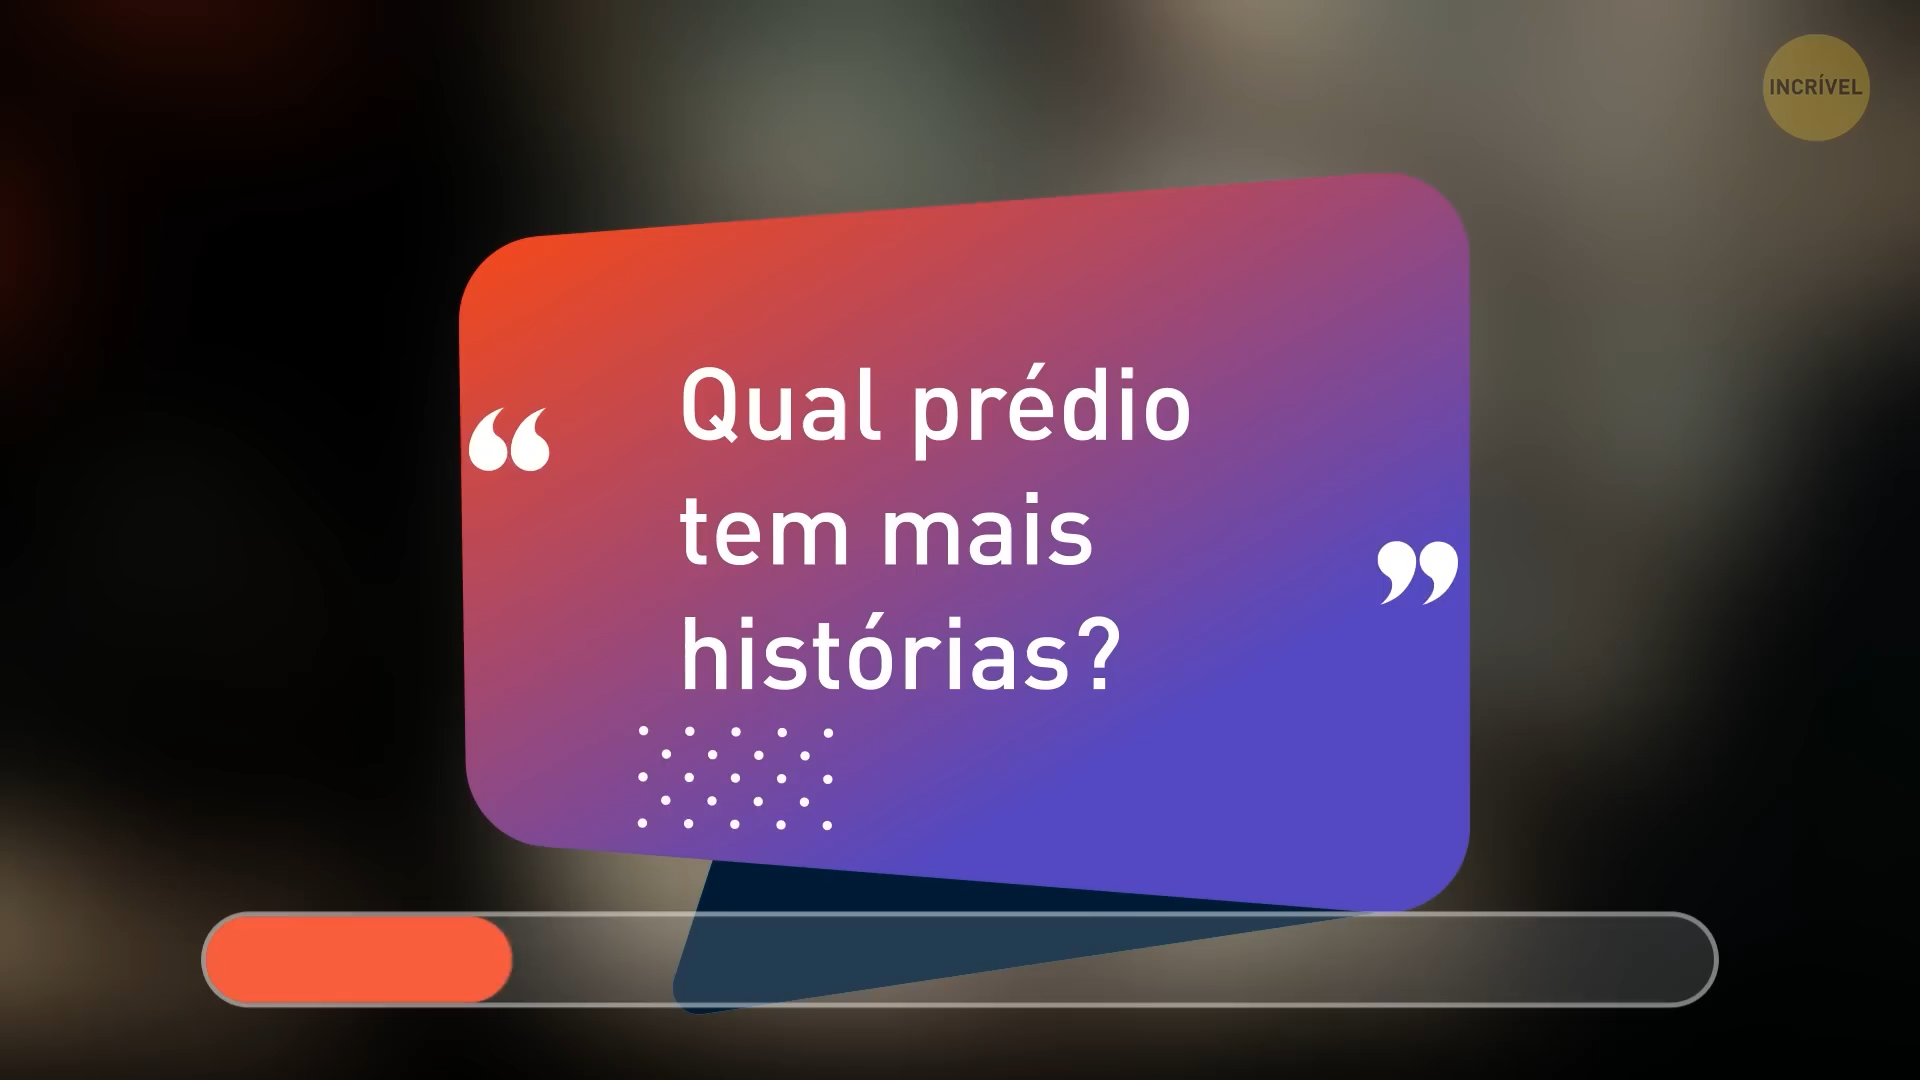 INCRÍVEL
“ Qual prédio
tem mais
histórias? ”